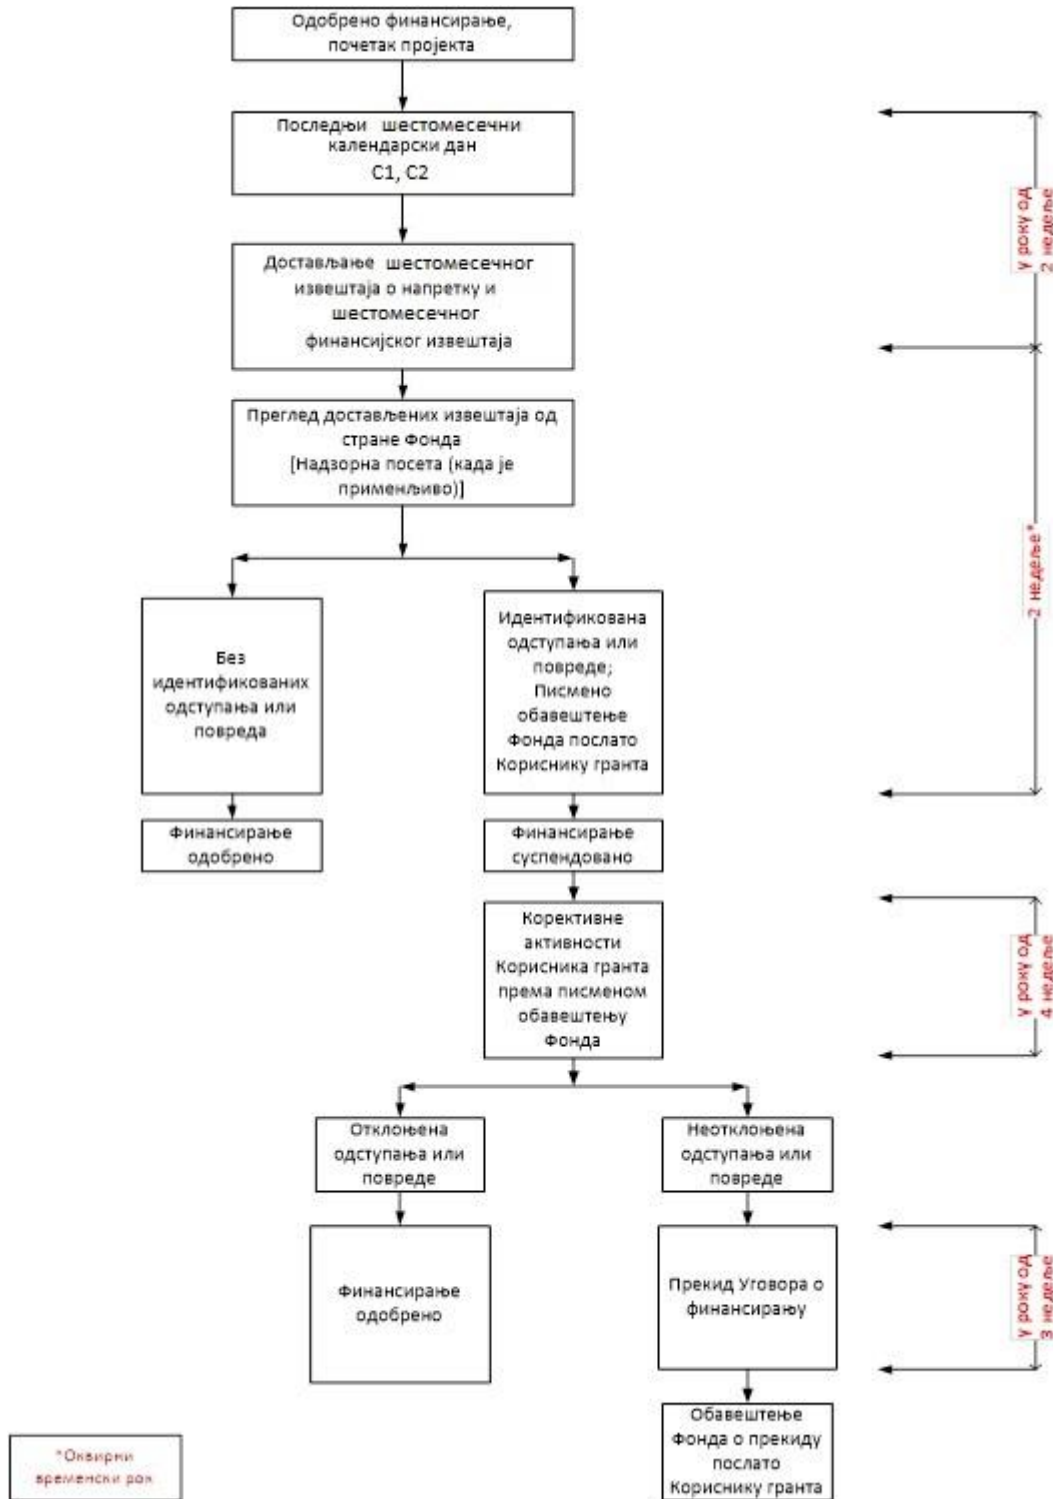 Одобрено финансирање,
почетак пројекта
Последњи шестомесечни
календарски дан
С1, С2
у року од
2 недеље
Достављање шестомесечног
извештаја о напретку и
шестомесечног
финансијског извештаја
Преглед достављених извештаја од
стране Фонда
[Надзорна посета (када је
применљиво)]
2 недеље*
Без
идентификованих
одступања или
повреда
Идентификована
одступања или
повреде;
Писмено
обавештење
Фонда послато
Кориснику гранта
Финансирање
одобрено
Финансирање
суспендовано
Корективне
активности
Корисника гранта
према писменом
обавештењу
Фонда
у року од
4 недеље
Отклоњена
одступања или
повреде
Неотклоњена
одступања или
повреде
Финансирање
одобрено
Прекид Уговора о
финансирању
у року од
3 недеље
Обавештење
Фонда о прекиду
послато
Кориснику гранта
*Оквирни
временски рок